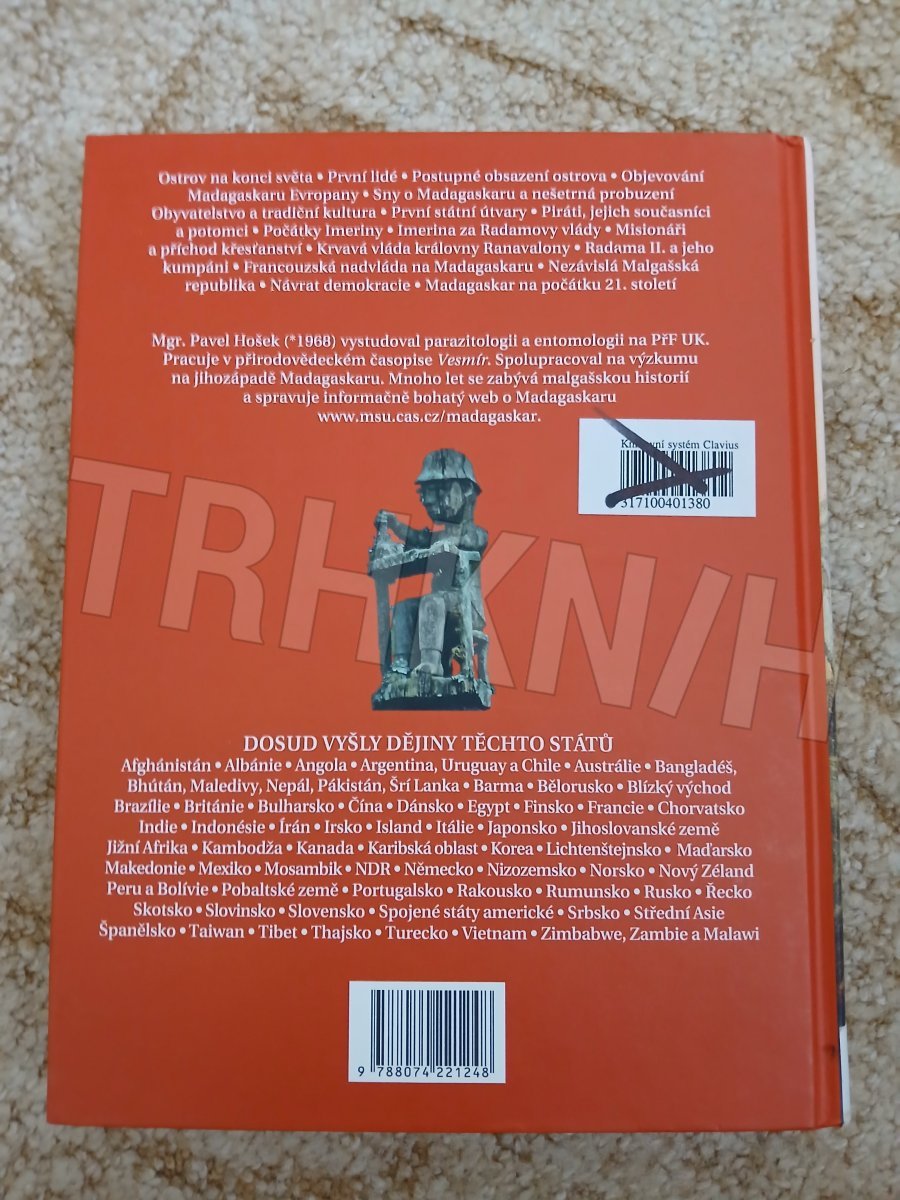 Ostrov na konci světa • První lidé • Postupné obsazení ostrova • Objevování
Madagaskaru Evropany • Sny o Madagaskaru a nešetrná probuzení
Obyvatelstvo a tradiční kultura • První státní útvary • Piráti, jejich současníci
a potomci • Počátky Imeriny • Imerina za Radamovy vlády • Misionáři
a příchod křesťanství • Krvavá vláda královny Ranavalony • Radama II. a jeho
kumpáni • Francouzská nadvláda na Madagaskaru • Nezávislá Malgašská
republika • Návrat demokracie • Madagaskar na počátku 21. století
Mgr. Pavel Hošek (*1968) vystudoval parazitologii a entomologii na PřF UK.
Pracuje v přírodovědeckém časopise Vesmír. Spolupracoval na výzkumu
na jihozápadě Madagaskaru. Mnoho let se zabývá malgašskou historií
a spravuje informačně bohatý web o Madagaskaru
www.msu.cas.cz/madagaskar.
systém Clavius
317100401380
TRHKNIH
DOSUD VYŠLY DĚJINY TĚCHTO STÁTŮ
Afghánistán • Albánie • Angola • Argentina, Uruguay a Chile • Austrálie • Bangladéš,
Bhútán, Maledivy, Nepál, Pákistán, Šrí Lanka • Barma • Bělorusko • Blízký východ
Brazílie • Británie • Bulharsko • Čína • Dánsko • Egypt • Finsko • Francie • Chorvatsko
Indie • Indonésie • Írán • Irsko • Island • Itálie • Japonsko • Jihoslovanské země
Jižní Afrika • Kambodža • Kanada • Karibská oblast • Korea • Lichtenštejnsko • Maďarsko
Makedonie • Mexiko • Mosambik • NDR • Německo • Nizozemsko • Norsko • Nový Zéland
Peru a Bolívie • Pobaltské země • Portugalsko • Rakousko • Rumunsko • Rusko • Řecko
Skotsko • Slovinsko • Slovensko • Spojené státy americké • Srbsko • Střední Asie
Španělsko • Taiwan • Tibet • Thajsko • Turecko • Vietnam • Zimbabwe, Zambie a Malawi
9 788074 221248